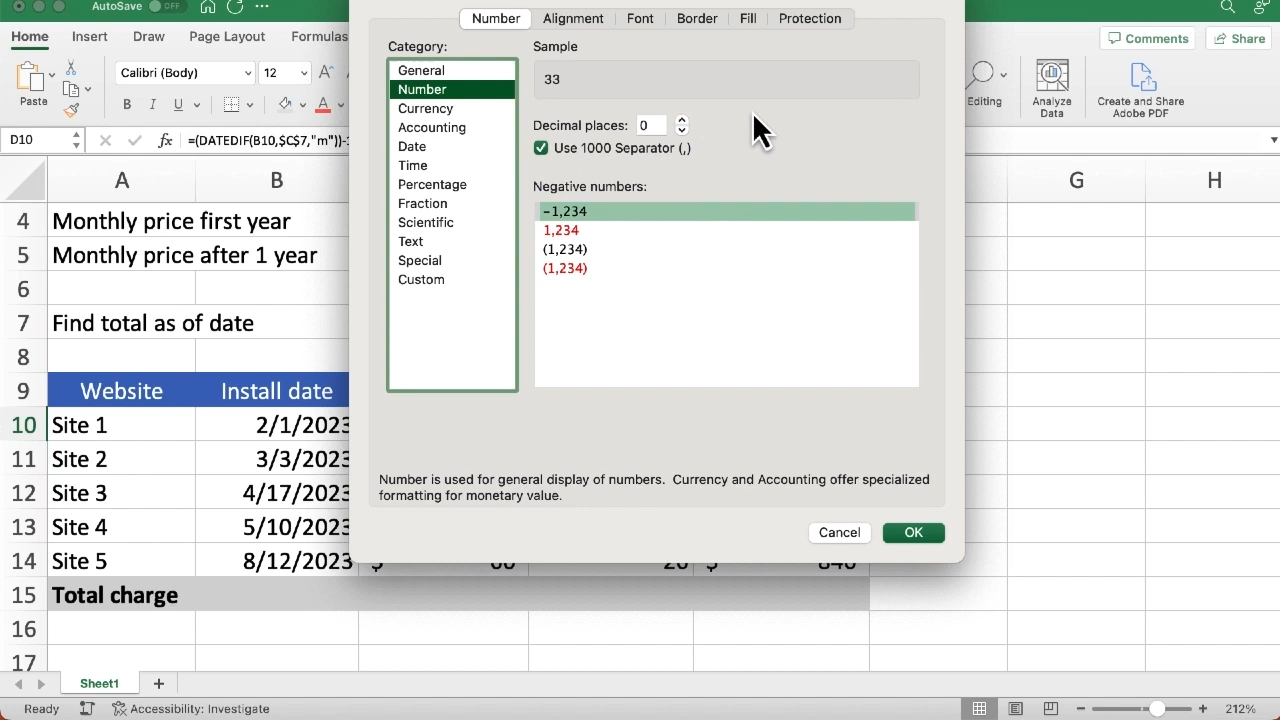 AutoSave OFF
Number Alignment Font Border Fill Protection
Home Insert Draw Page Layout Formulas
Comments Share
Category: Sample
General
33
Calibri (Body) 12
Number
Currency
Paste
B I U
Editing Analyze Data Create and Share Adobe PDF
Accounting
Decimal places: 0
D10 fx =(DATEDIF(B10,$C$7,"m"))-
Date
Use 1000 Separator (,)
Time
Percentage
Negative numbers:
A B G H
Fraction
-1,234
Scientific
1,234
4 Monthly price first year
Text
(1,234)
5 Monthly price after 1 year
Special
(1,234)
Custom
6
7 Find total as of date
8
9 Website Install date
10 Site 1 2/1/2023
11 Site 2 3/3/2023
Number is used for general display of numbers. Currency and Accounting offer specialized
formatting for monetary value.
12 Site 3 4/17/2023
13 Site 4 5/10/2023
Cancel OK
14 Site 5 8/12/2023 $ 60 20 $ 840
15 Total charge
16
17
Sheet1 +
Ready Accessibility: Investigate 212%